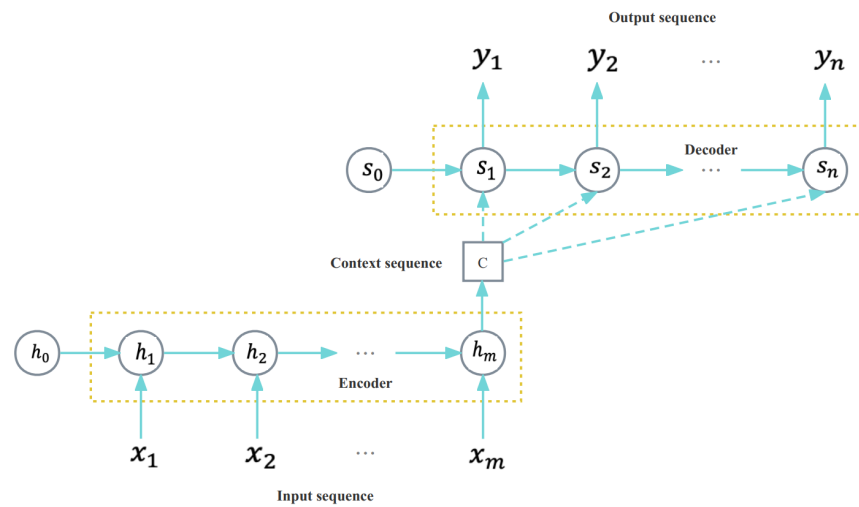 Output sequence
y₁ y₂ ... yₙ
Decoder
s₀ s₁ s₂ ... sₙ
Context sequence C
h₀ h₁ h₂ ... hₘ
Encoder
x₁ x₂ ... xₘ
Input sequence